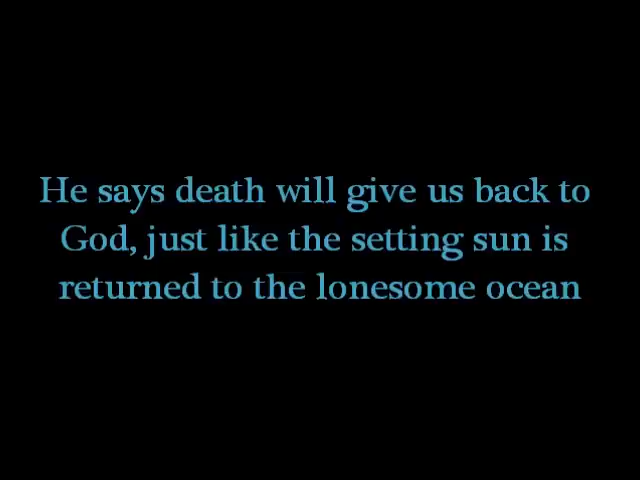 He says death will give us back to
God, just like the setting sun is
returned to the lonesome ocean